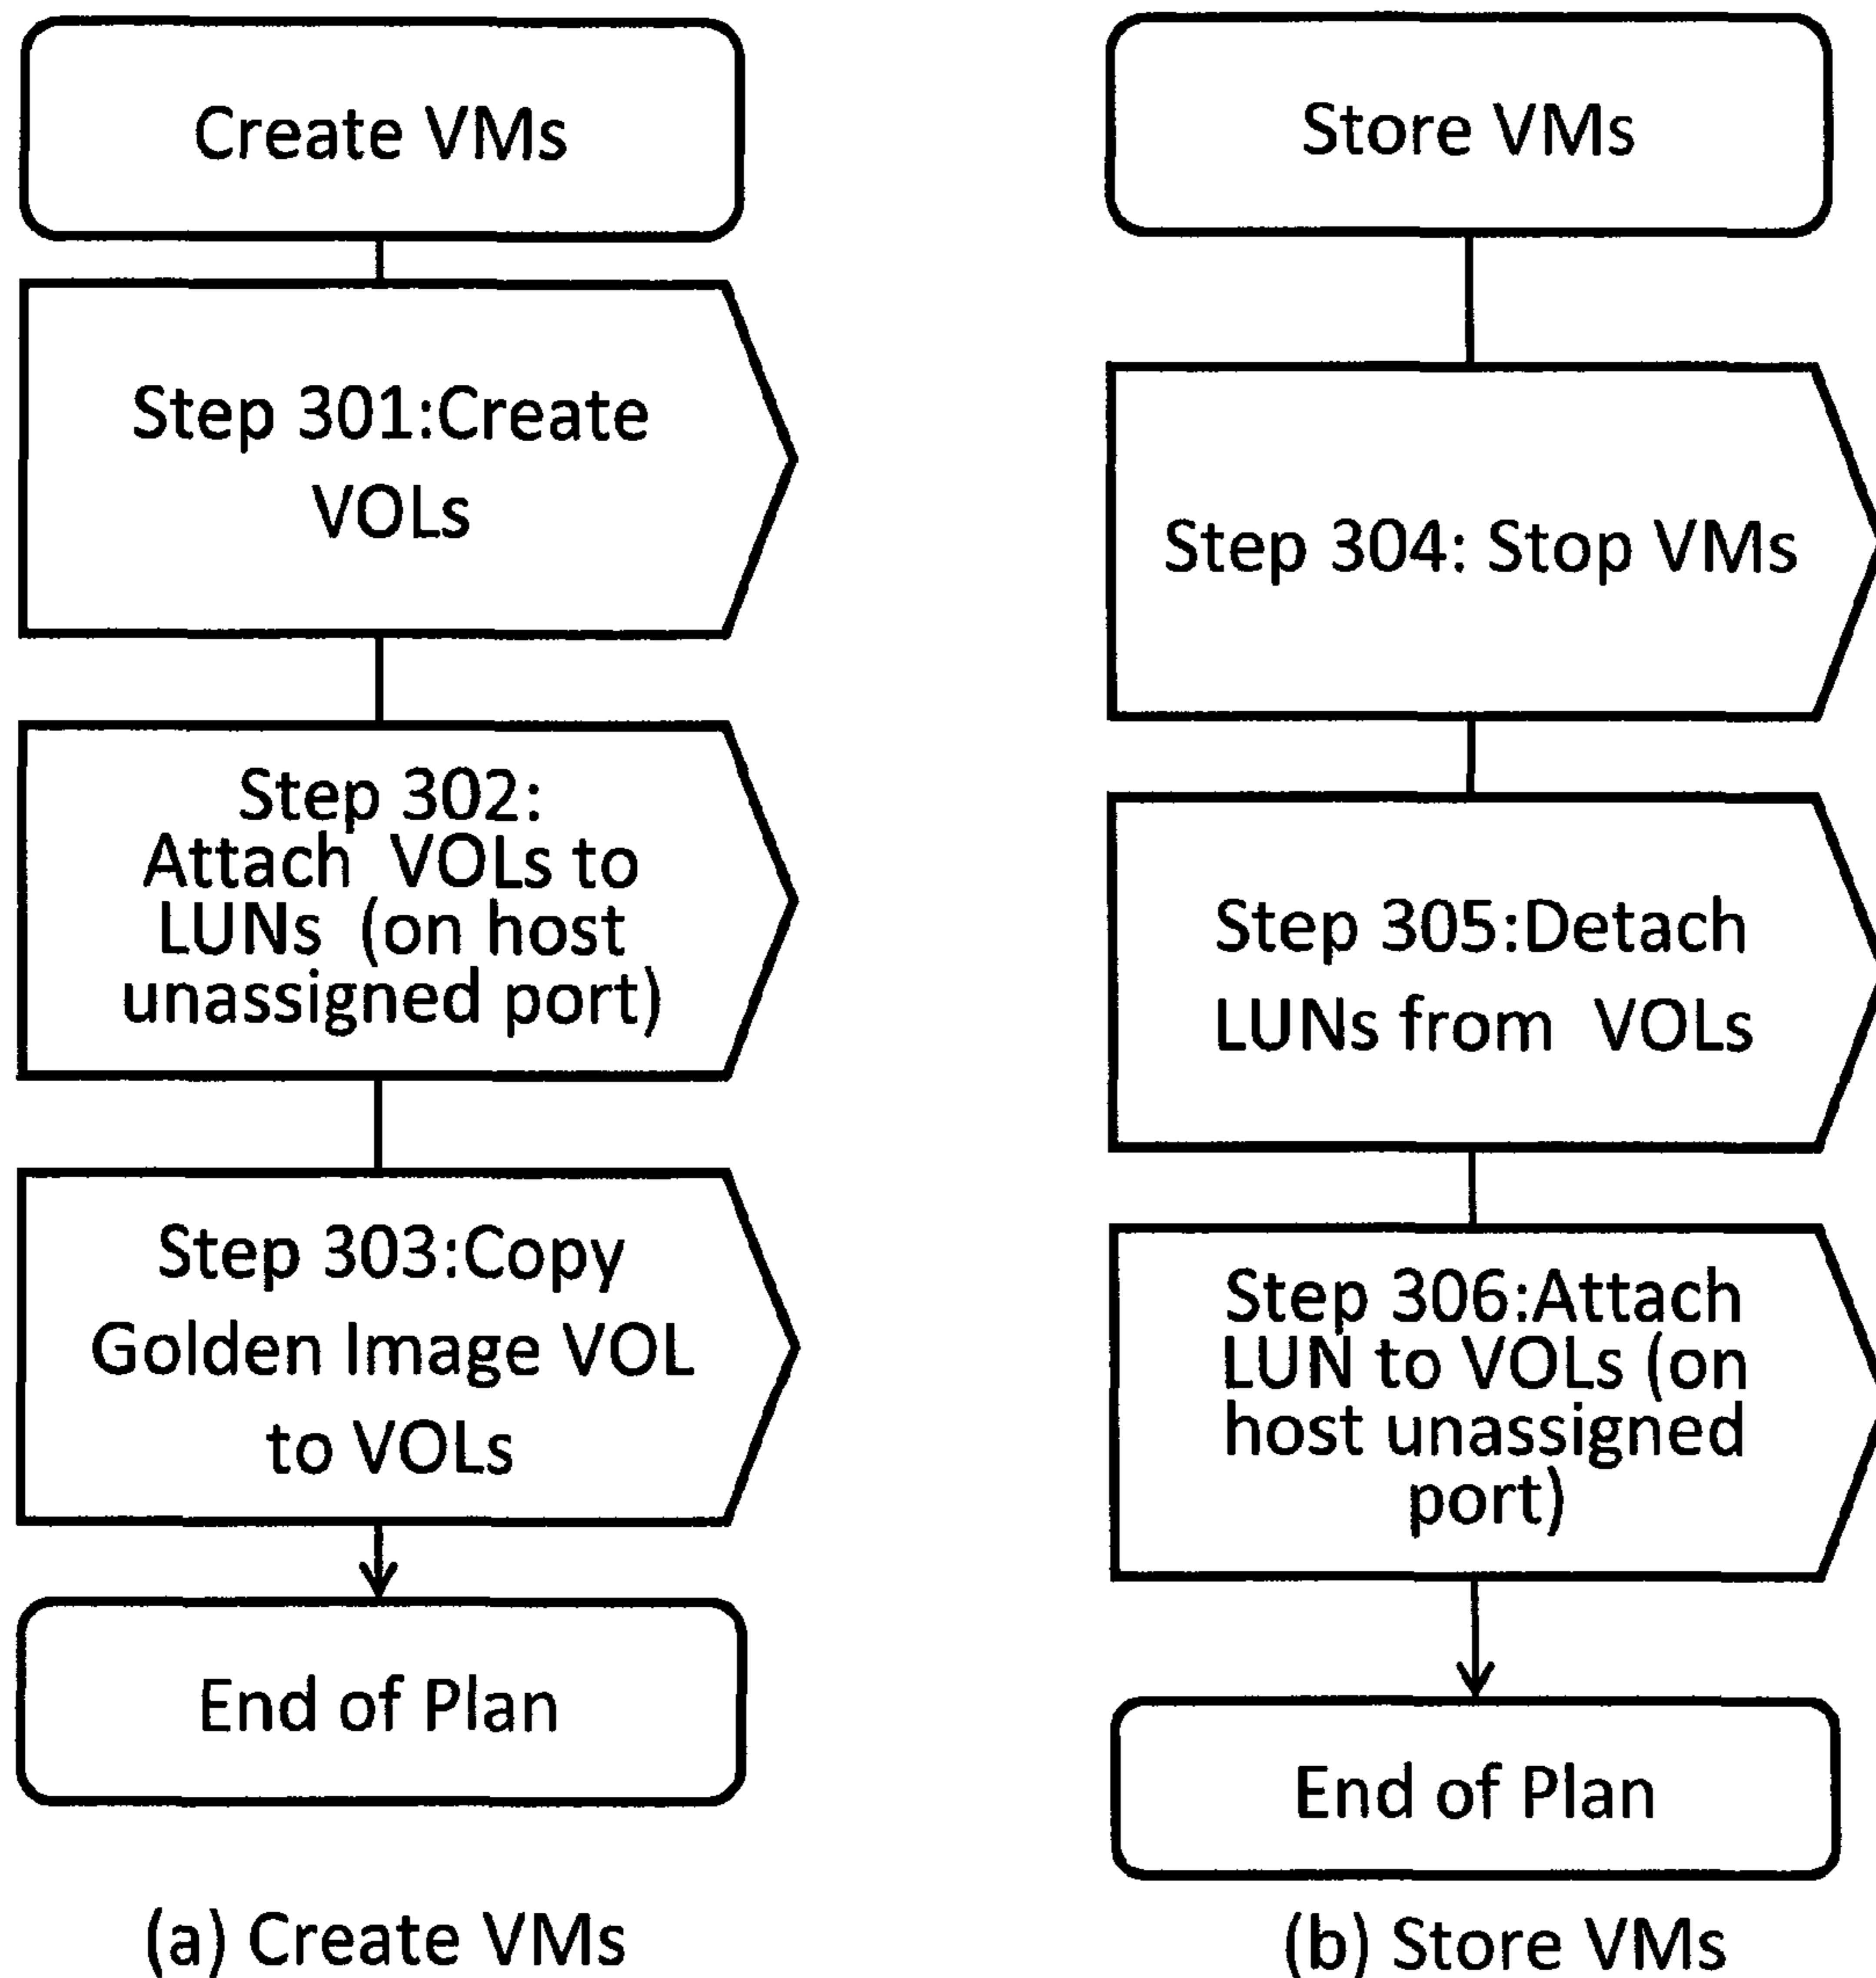 Create VMs
Step 301:Create
VOLs
Step 302:
Attach VOLs to
LUNs (on host
unassigned port)
Step 303:Copy
Golden Image VOL
to VOLs
End of Plan
(a) Create VMs
Store VMs
Step 304: Stop VMs
Step 305:Detach
LUNs from VOLs
Step 306:Attach
LUN to VOLs (on
host unassigned
port)
End of Plan
(b) Store VMs